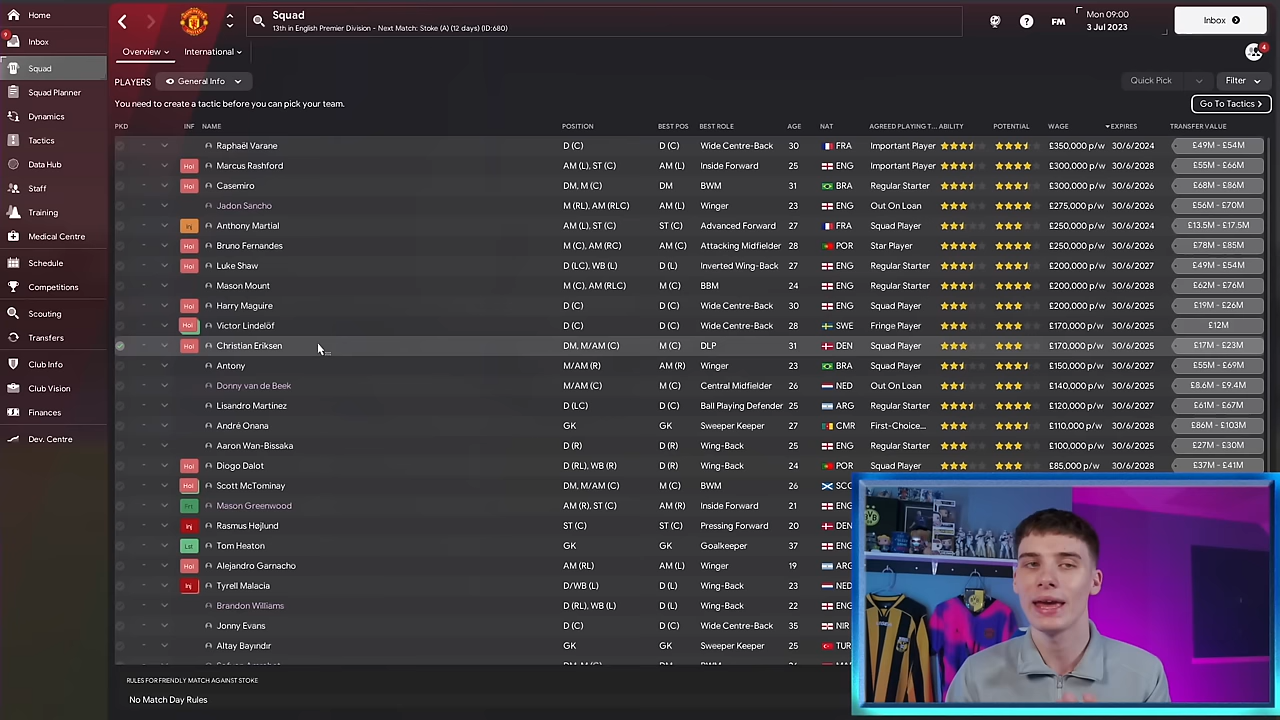 Home
9
Inbox
Squad
Squad Planner
Dynamics
Tactics
Data Hub
Staff
Training
Medical Centre
Schedule
Competitions
Scouting
Transfers
Club Info
Club Vision
Finances
Dev. Centre
Squad
13th in English Premier Division - Next Match: Stoke (A) (12 days) (ID:680)
?
FM
Mon 09:00
3 Jul 2023
Inbox
Overview
International
4
PLAYERS
General Info
Quick Pick
Filter
You need to create a tactic before you can pick your team.
Go To Tactics >
PKD INF NAME POSITION BEST POS BEST ROLE AGE NAT AGREED PLAYING T... ABILITY POTENTIAL WAGE EXPIRES TRANSFER VALUE
Raphaël Varane D (C) D (C) Wide Centre-Back 30 FRA Important Player £350,000 p/w 30/6/2024 £49M - £54M
Hol Marcus Rashford AM (L), ST (C) AM (L) Inside Forward 25 ENG Important Player £300,000 p/w 30/6/2028 £55M - £66M
Hol Casemiro DM, M (C) DM BWM 31 BRA Regular Starter £300,000 p/w 30/6/2026 £68M - £86M
Jadon Sancho M (RL), AM (RLC) AM (L) Winger 23 ENG Out On Loan £275,000 p/w 30/6/2026 £56M - £70M
Inj Anthony Martial AM (L), ST (C) ST (C) Advanced Forward 27 FRA Squad Player £250,000 p/w 30/6/2024 £13.5M - £17.5M
Hol Bruno Fernandes M (C), AM (RC) AM (C) Attacking Midfielder 28 POR Star Player £250,000 p/w 30/6/2026 £78M - £85M
Hol Luke Shaw D (LC), WB (L) D (L) Inverted Wing-Back 27 ENG Regular Starter £200,000 p/w 30/6/2027 £49M - £54M
Mason Mount M (C), AM (RLC) M (C) BBM 24 ENG Regular Starter £200,000 p/w 30/6/2028 £62M - £76M
Hol Harry Maguire D (C) D (C) Wide Centre-Back 30 ENG Squad Player £200,000 p/w 30/6/2025 £19M - £26M
Hol Victor Lindelöf D (C) D (C) Wide Centre-Back 28 SWE Fringe Player £170,000 p/w 30/6/2025 £12M
Hol Christian Eriksen DM, M/AM (C) M (C) DLP 31 DEN Squad Player £170,000 p/w 30/6/2025 £17M - £23M
Antony M/AM (R) AM (R) Winger 23 BRA Squad Player £150,000 p/w 30/6/2027 £55M - £69M
Donny van de Beek M/AM (C) M (C) Central Midfielder 26 NED Out On Loan £140,000 p/w 30/6/2025 £8.6M - £9.4M
Lisandro Martínez D (LC) D (C) Ball Playing Defender 25 ARG Regular Starter £120,000 p/w 30/6/2027 £61M - £67M
André Onana GK GK Sweeper Keeper 27 CMR First-Choice... £110,000 p/w 30/6/2028 £86M - £103M
Aaron Wan-Bissaka D (R) D (R) Wing-Back 25 ENG Regular Starter £100,000 p/w 30/6/2025 £27M - £30M
Hol Diogo Dalot D (RL), WB (R) D (R) Wing-Back 24 POR Squad Player £85,000 p/w 30/6/2028 £37M - £41M
Hol Scott McTominay DM, M/AM (C) M (C) BWM 26 SCO
Frt Mason Greenwood AM (R), ST (C) AM (R) Inside Forward 21 ENG
Inj Rasmus Højlund ST (C) ST (C) Pressing Forward 20 DEN
Lst Tom Heaton GK GK Goalkeeper 37 ENG
Hol Alejandro Garnacho AM (RL) AM (L) Winger 19 ARG
Inj Tyrell Malacia D/WB (L) D (L) Wing-Back 23 NED
Brandon Williams D (RL), WB (L) D (L) Wing-Back 22 ENG
Jonny Evans D (C) D (C) Wide Centre-Back 35 NIR
Altay Bayındır GK GK Sweeper Keeper 25 TUR
RULES FOR FRIENDLY MATCH AGAINST STOKE
No Match Day Rules